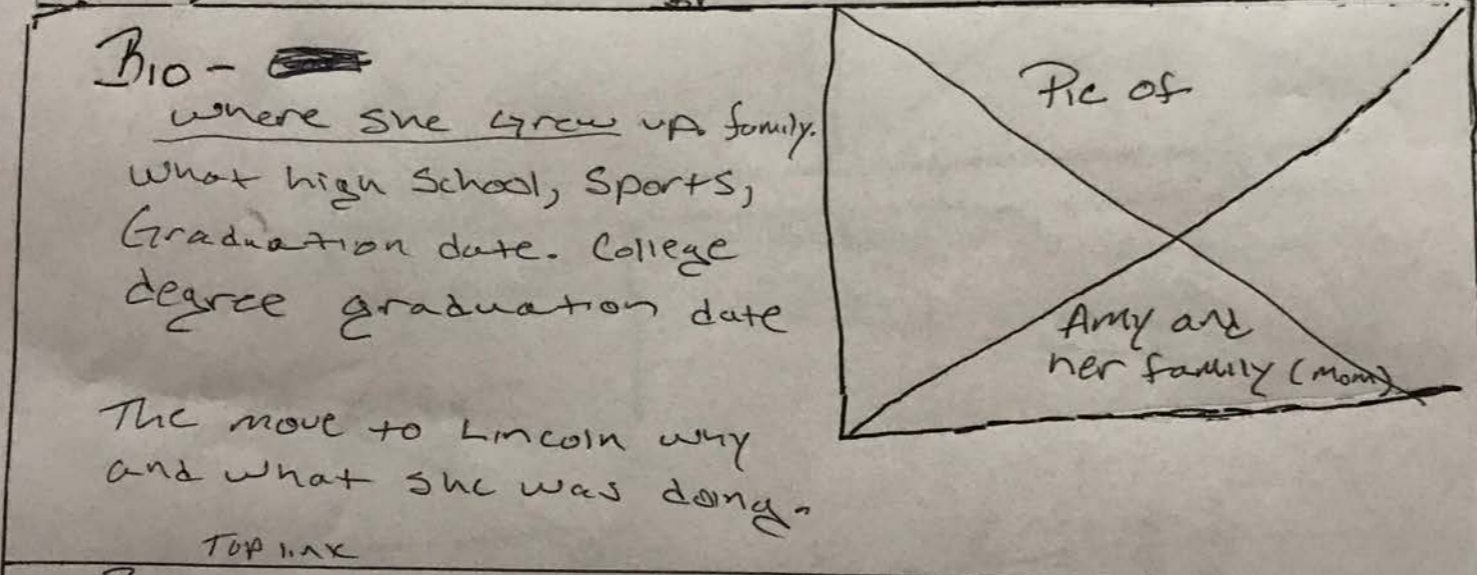 Bio -
where she Grew up. family.
What high School, Sports,
Graduation date. College
degree graduation date
The move to Lincoln why
and what she was doing.
Top link
Pic of
Amy and
her family (mom)